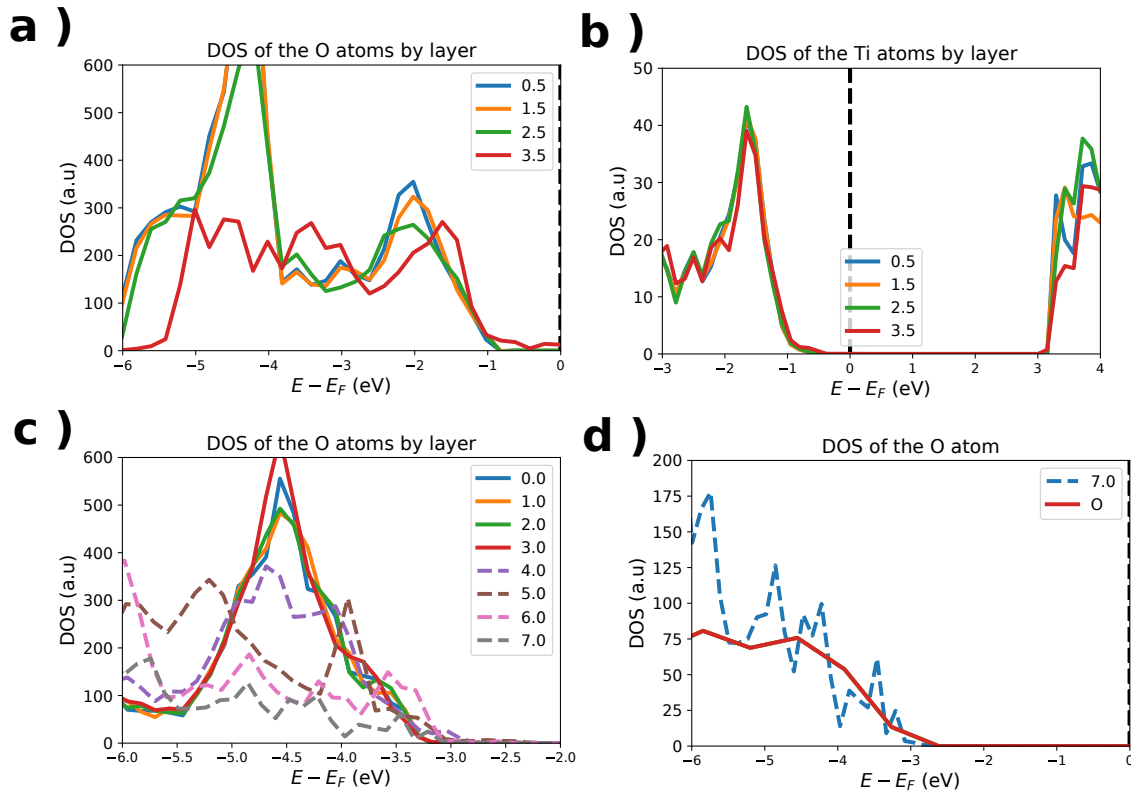 a )
DOS of the O atoms by layer
600
500
400
300
200
100
0
DOS (a.u)
0.5
1.5
2.5
3.5
−6 −5 −4 −3 −2 −1 0
E − E_F (eV)
b )
DOS of the Ti atoms by layer
50
40
30
20
10
0
DOS (a.u)
0.5
1.5
2.5
3.5
−3 −2 −1 0 1 2 3 4
E − E_F (eV)
c )
DOS of the O atoms by layer
600
500
400
300
200
100
0
DOS (a.u)
0.0
1.0
2.0
3.0
4.0
5.0
6.0
7.0
−6.0 −5.5 −5.0 −4.5 −4.0 −3.5 −3.0 −2.5 −2.0
E − E_F (eV)
d )
DOS of the O atom
200
175
150
125
100
75
50
25
0
DOS (a.u)
7.0
O
−6 −5 −4 −3 −2 −1 0
E − E_F (eV)